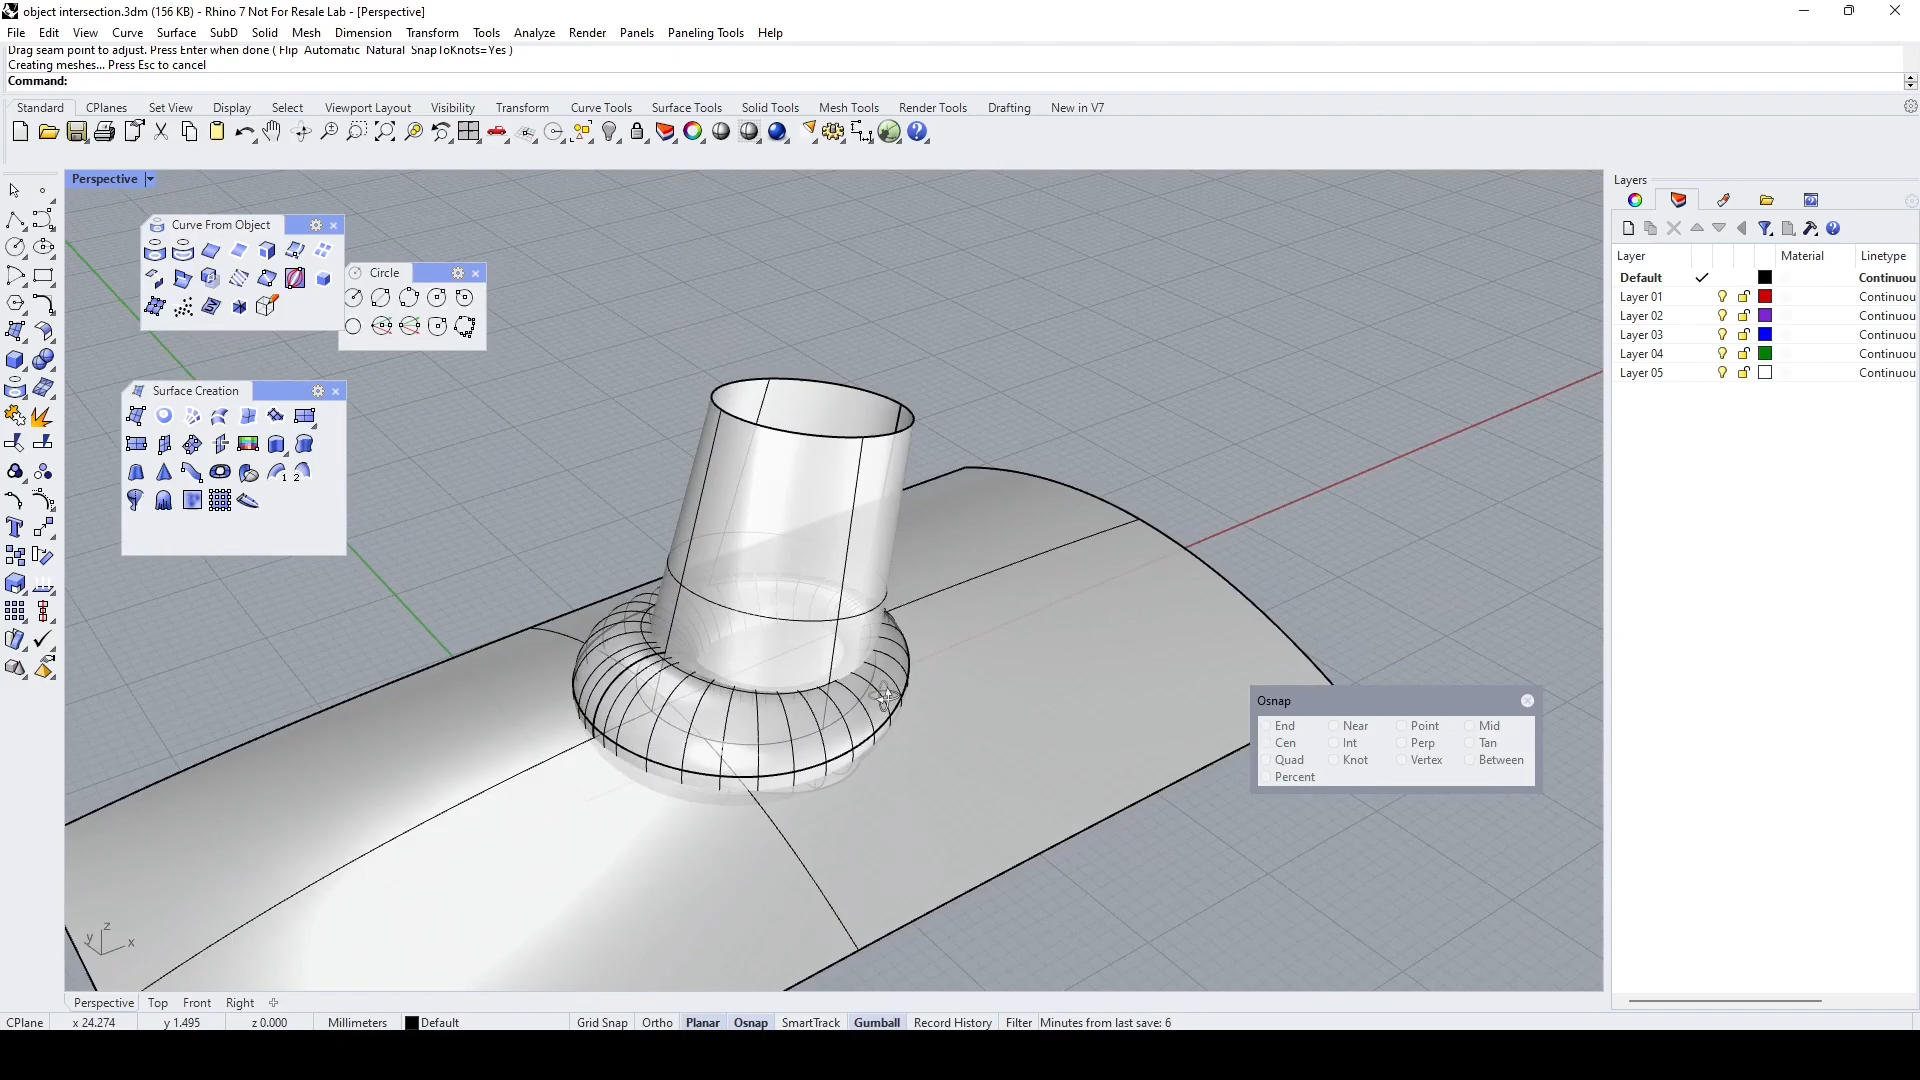 object intersection.3dm (156 KB) - Rhino 7 Not For Resale Lab - [Perspective]
File Edit View Curve Surface SubD Solid Mesh Dimension Transform Tools Analyze Render Panels Paneling Tools Help
Drag seam point to adjust. Press Enter when done ( Flip Automatic Natural SnapToKnots=Yes )
Creating meshes... Press Esc to cancel
Command:
Standard CPlanes Set View Display Select Viewport Layout Visibility Transform Curve Tools Surface Tools Solid Tools Mesh Tools Render Tools Drafting New in V7
Perspective
Layers
Curve From Object
Circle
Layer Material Linetype
Default Continuou
Layer 01 Continuou
Layer 02 Continuou
Layer 03 Continuou
Layer 04 Continuou
Layer 05 Continuou
Surface Creation
1 2
Osnap
End Near Point Mid
Cen Int Perp Tan
Quad Knot Vertex Between
Percent
z
y x
Perspective Top Front Right
CPlane x 24.274 y 1.495 z 0.000 Millimeters Default Grid Snap Ortho Planar Osnap SmartTrack Gumball Record History Filter Minutes from last save: 6